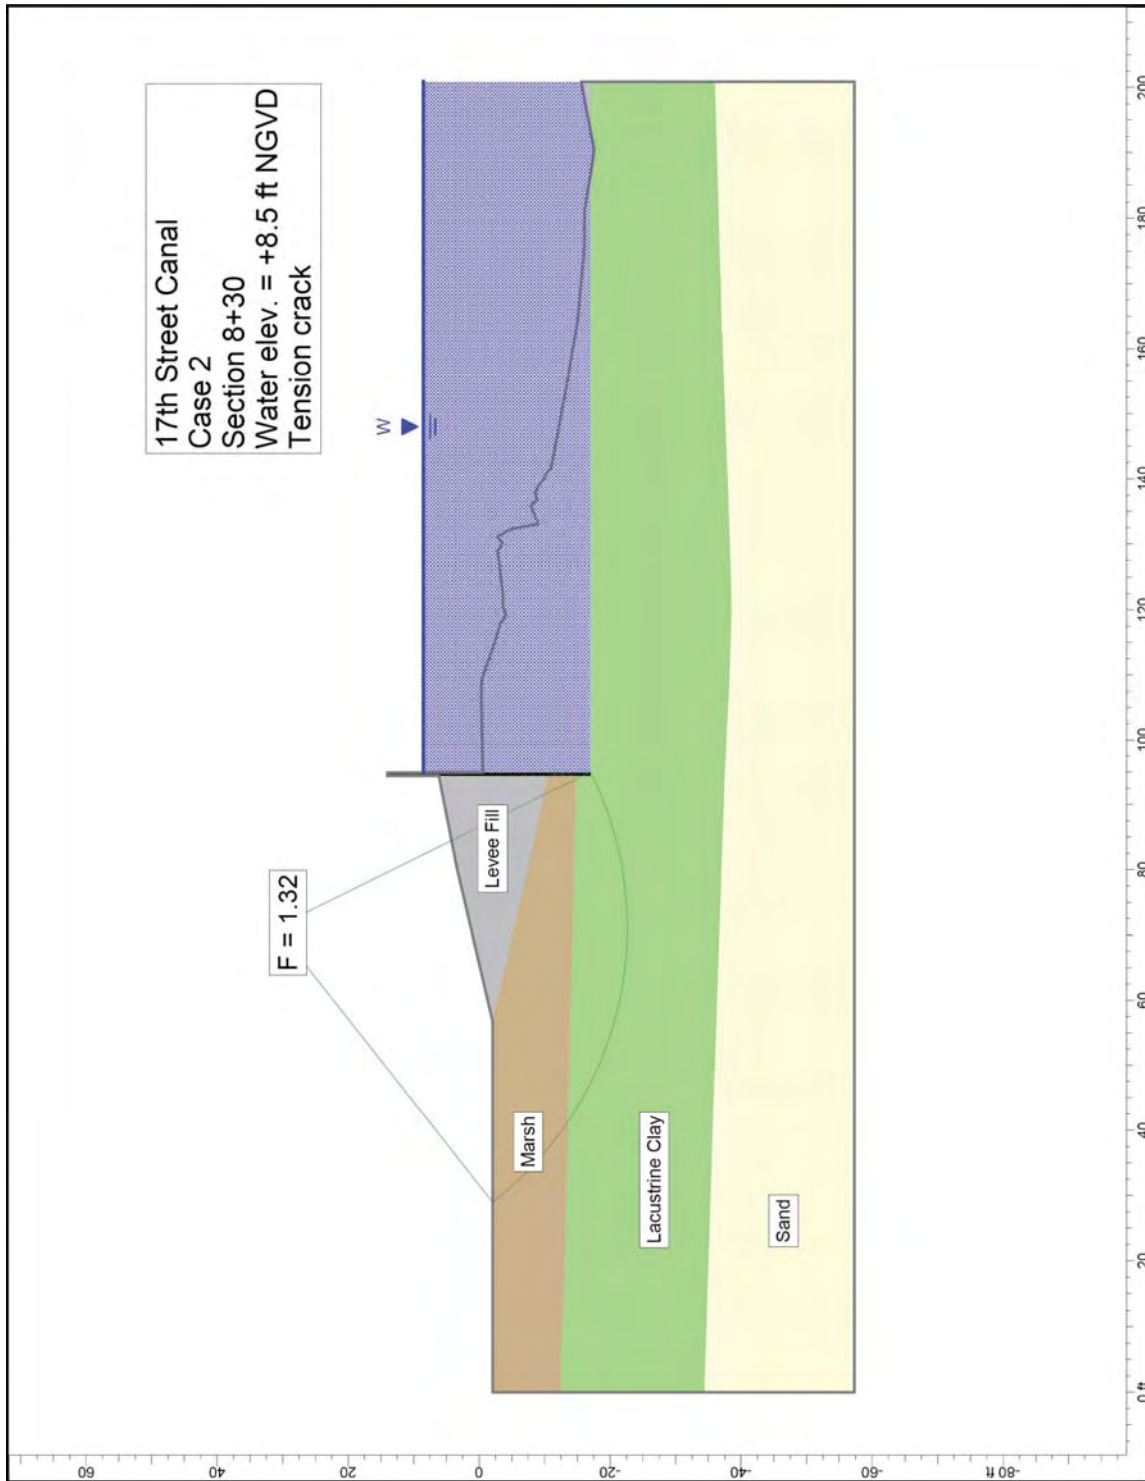 17th Street Canal
Case 2
Section 8+30
Water elev. = +8.5 ft NGVD
Tension crack
W
F = 1.32
Levee Fill
Marsh
Lacustrine Clay
Sand
60
40
20
0
-20
-40
-60
-80 ft
0 ft
20
40
60
80
100
120
140
160
180
200